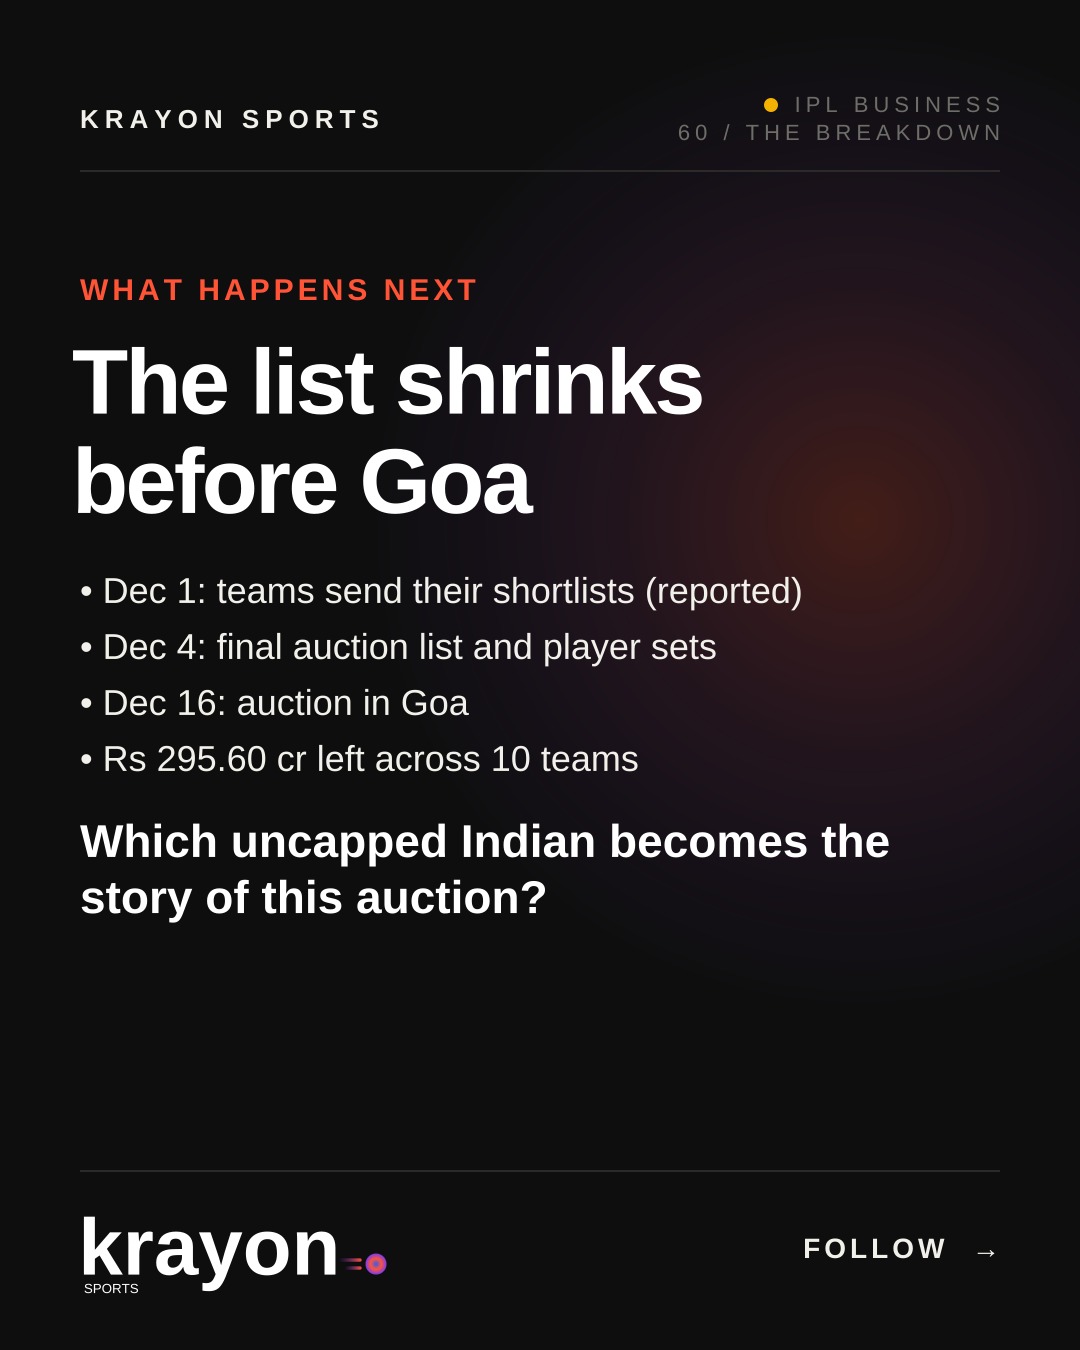 KRAYON SPORTS
IPL BUSINESS
60 / THE BREAKDOWN
WHAT HAPPENS NEXT
The list shrinks
before Goa
• Dec 1: teams send their shortlists (reported)
• Dec 4: final auction list and player sets
• Dec 16: auction in Goa
• Rs 295.60 cr left across 10 teams
Which uncapped Indian becomes the
story of this auction?
krayon
SPORTS
FOLLOW →